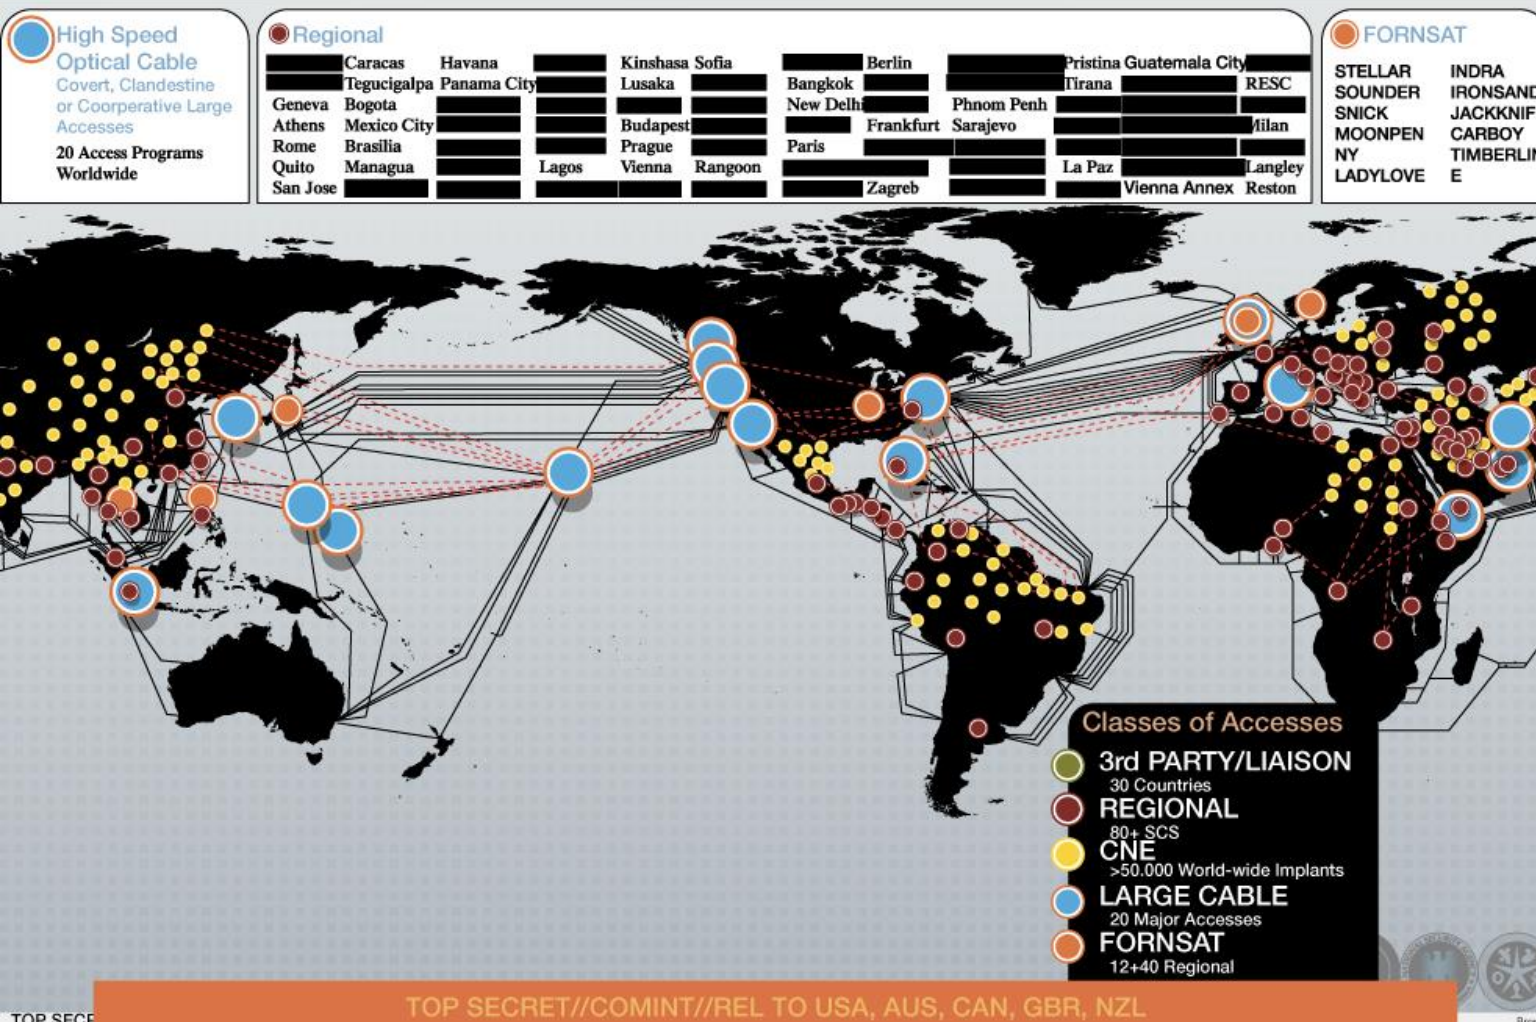 High Speed
Optical Cable
Covert, Clandestine
or Coorperative Large
Accesses
20 Access Programs
Worldwide
Regional
Caracas Havana Kinshasa Sofia Berlin Pristina Guatemala City
Tegucigalpa Panama City Lusaka Bangkok Tirana RESC
Geneva Bogota New Delhi Phnom Penh
Athens Mexico City Budapest Frankfurt Sarajevo Milan
Rome Brasilia Prague Paris
Quito Managua Lagos Vienna Rangoon La Paz Langley
San Jose Zagreb Vienna Annex Reston
FORNSAT
STELLAR INDRA
SOUNDER IRONSAND
SNICK JACKKNIF
MOONPEN CARBOY
NY TIMBERLIN
LADYLOVE E
Classes of Accesses
3rd PARTY/LIAISON
30 Countries
REGIONAL
80+ SCS
CNE
>50.000 World-wide Implants
LARGE CABLE
20 Major Accesses
FORNSAT
12+40 Regional
TOP SECRET//COMINT//REL TO USA, AUS, CAN, GBR, NZL
TOP SECR